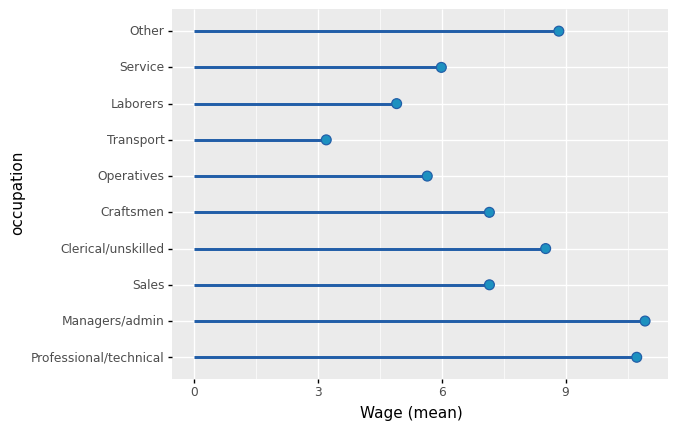 Other
Service
Laborers
Transport
Operatives
Craftsmen
Clerical/unskilled
Sales
Managers/admin
Professional/technical
occupation
0 3 6 9
Wage (mean)